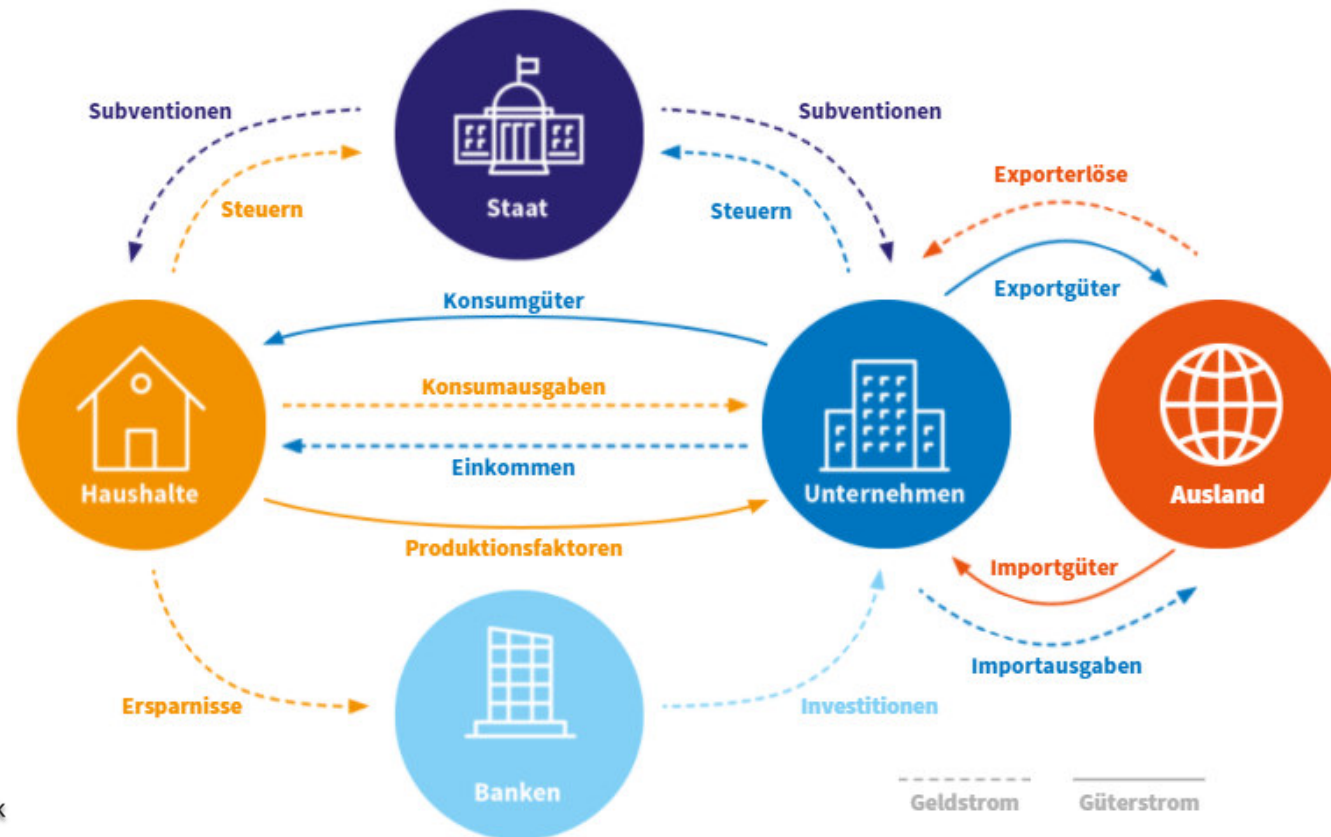 Subventionen
Subventionen
Exporterlöse
Steuern
Staat
Steuern
Exportgüter
Konsumgüter
Konsumausgaben
Einkommen
Haushalte
Unternehmen
Ausland
Produktionsfaktoren
Importgüter
Importausgaben
Ersparnisse
Investitionen
Banken
Geldstrom
Güterstrom